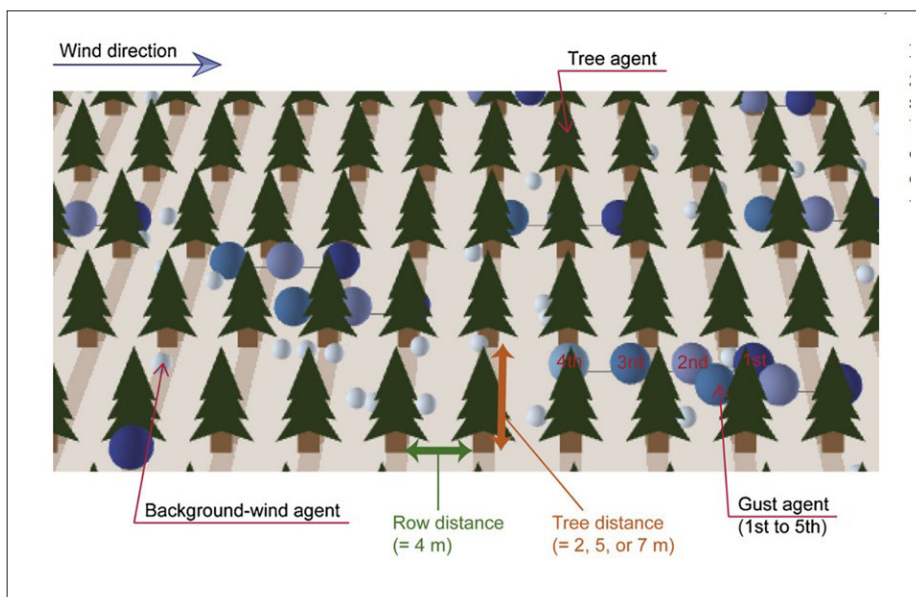 Wind direction
Tree agent
4th 3rd 2nd 1st
Background-wind agent
Row distance
(= 4 m)
Tree distance
(= 2, 5, or 7 m)
Gust agent
(1st to 5th)